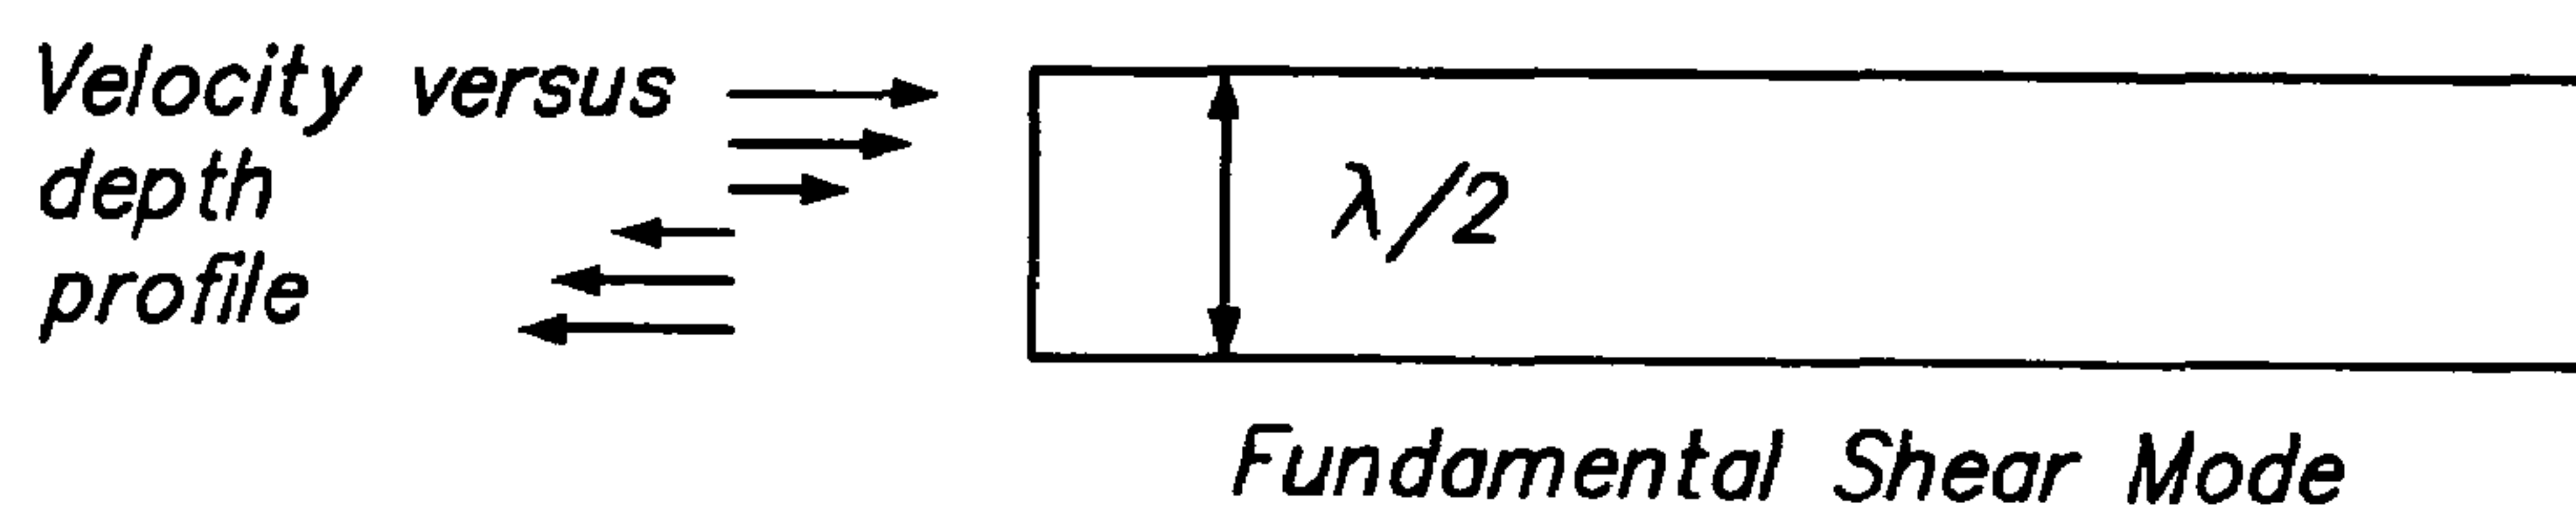 Velocity versus
depth
profile
λ/2
Fundamental Shear Mode